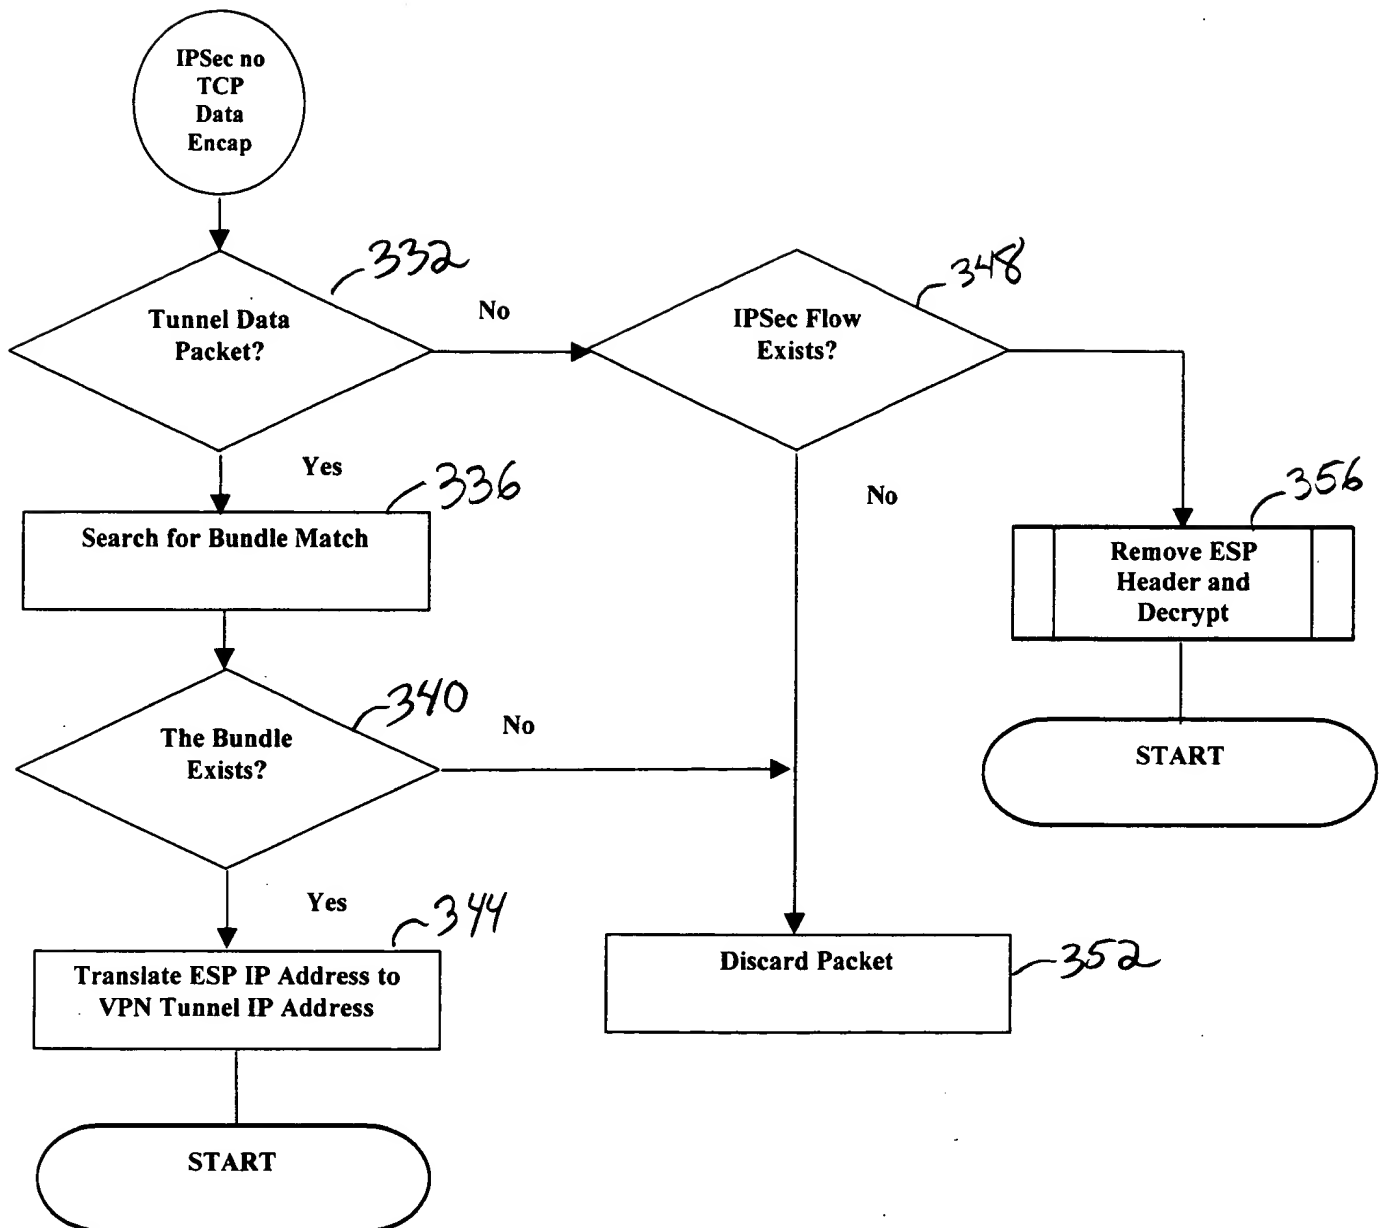 IPSec no
TCP
Data
Encap
332
348
Tunnel Data
Packet?
No
IPSec Flow
Exists?
Yes
336
No
356
Search for Bundle Match
Remove ESP
Header and
Decrypt
340
The Bundle
Exists?
No
START
Yes
344
Translate ESP IP Address to
VPN Tunnel IP Address
Discard Packet
352
START